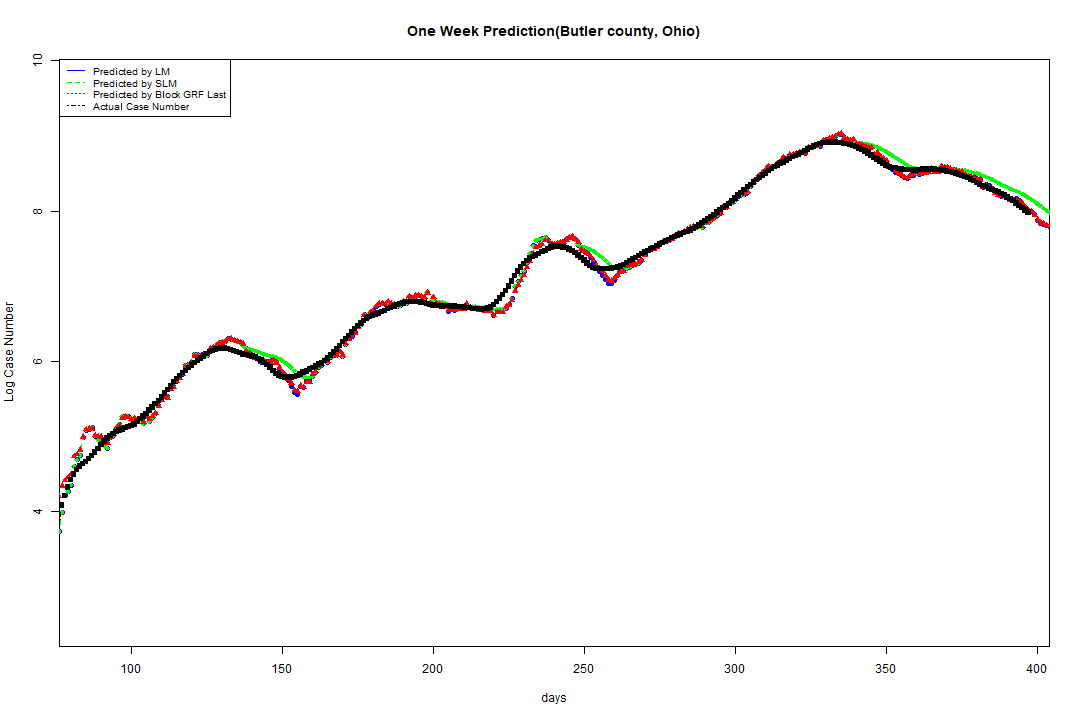 One Week Prediction(Butler county, Ohio)
Predicted by LM
Predicted by SLM
Predicted by Block GRF Last
Actual Case Number
Log Case Number
10
8
6
4
100 150 200 250 300 350 400
days